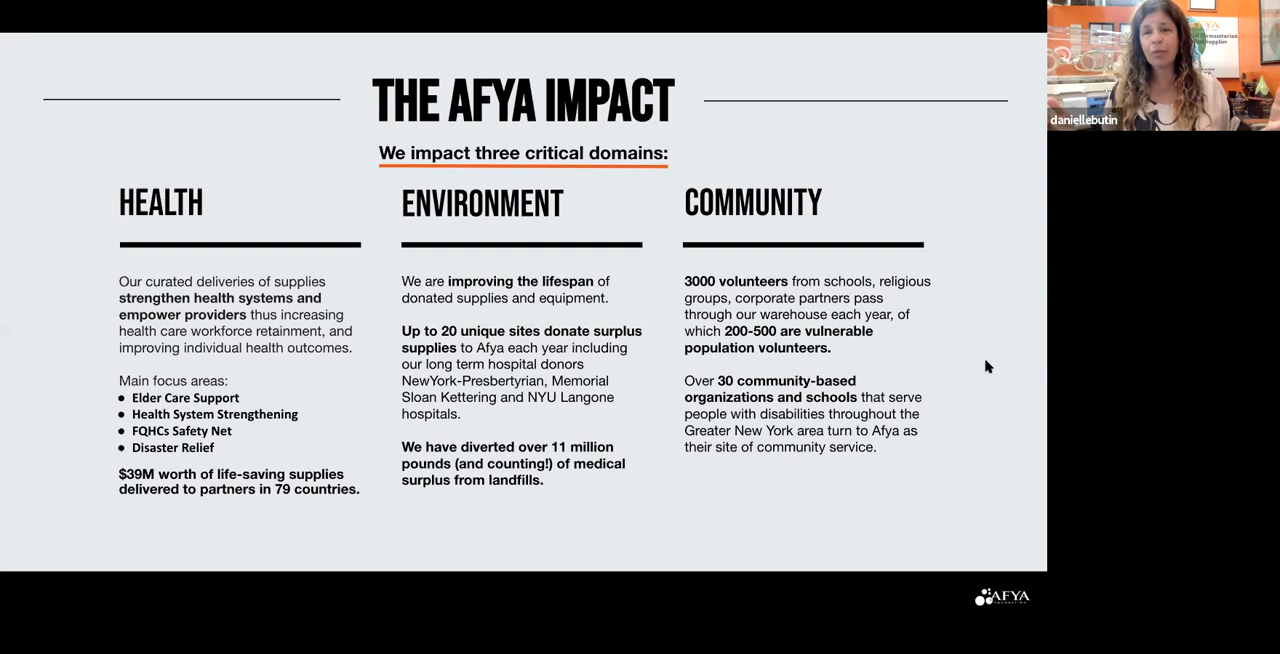 THE AFYA IMPACT
We impact three critical domains:
HEALTH
Our curated deliveries of supplies
strengthen health systems and
empower providers thus increasing
health care workforce retainment, and
improving individual health outcomes.
Main focus areas:
● Elder Care Support
● Health System Strengthening
● FQHCs Safety Net
● Disaster Relief
$39M worth of life-saving supplies
delivered to partners in 79 countries.
ENVIRONMENT
We are improving the lifespan of
donated supplies and equipment.
Up to 20 unique sites donate surplus
supplies to Afya each year including
our long term hospital donors
NewYork-Presbertyrian, Memorial
Sloan Kettering and NYU Langone
hospitals.
We have diverted over 11 million
pounds (and counting!) of medical
surplus from landfills.
COMMUNITY
3000 volunteers from schools, religious
groups, corporate partners pass
through our warehouse each year, of
which 200-500 are vulnerable
population volunteers.
Over 30 community-based
organizations and schools that serve
people with disabilities throughout the
Greater New York area turn to Afya as
their site of community service.
daniellebutin
AFYA
FOUNDATION